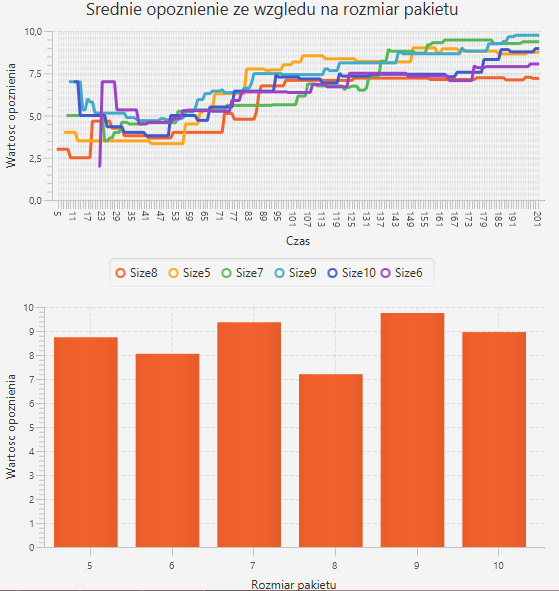 Srednie opoznienie ze wzgledu na rozmiar pakietu
Wartosc opoznienia
10,0
7,5
5,0
2,5
0,0
5 11 17 23 29 35 41 47 53 59 65 71 77 83 89 95 101 107 113 119 125 131 137 143 149 155 161 167 173 179 185 191 201
Czas
Size8 Size5 Size7 Size9 Size10 Size6
Wartosc opoznienia
10
9
8
7
6
5
4
3
2
1
0
5 6 7 8 9 10
Rozmiar pakietu